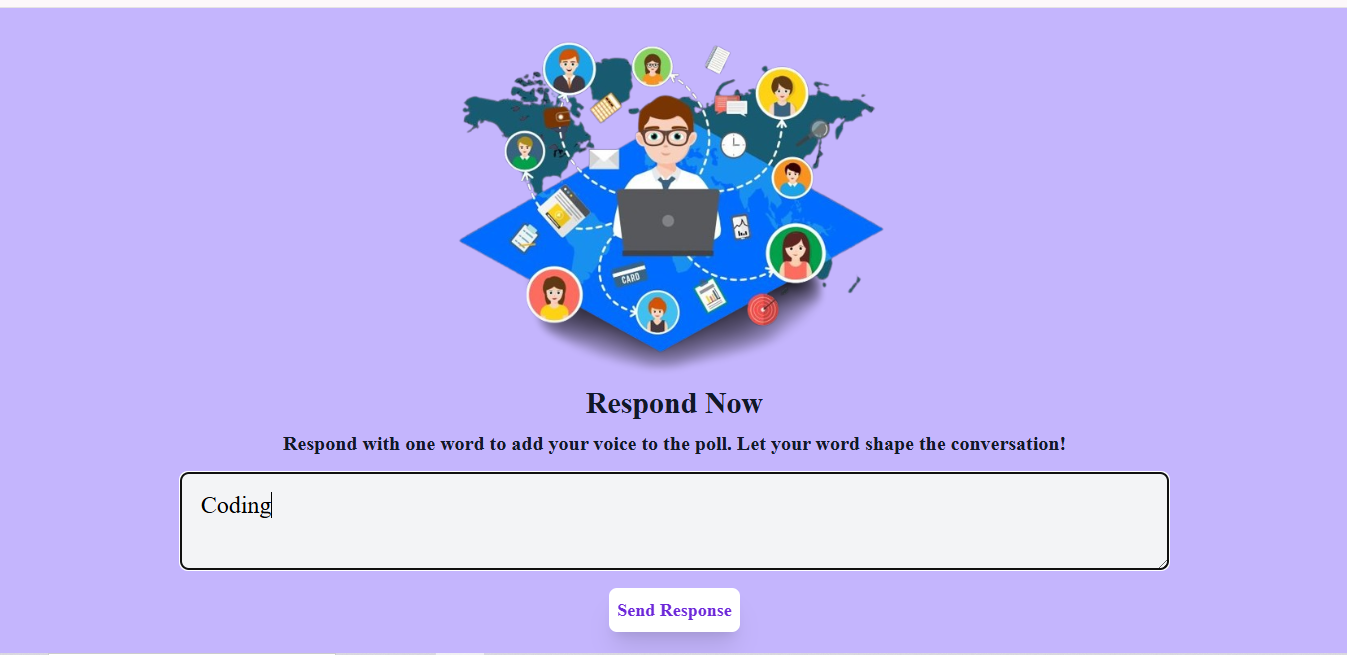 CARD
Respond Now
Respond with one word to add your voice to the poll. Let your word shape the conversation!
Coding
Send Response